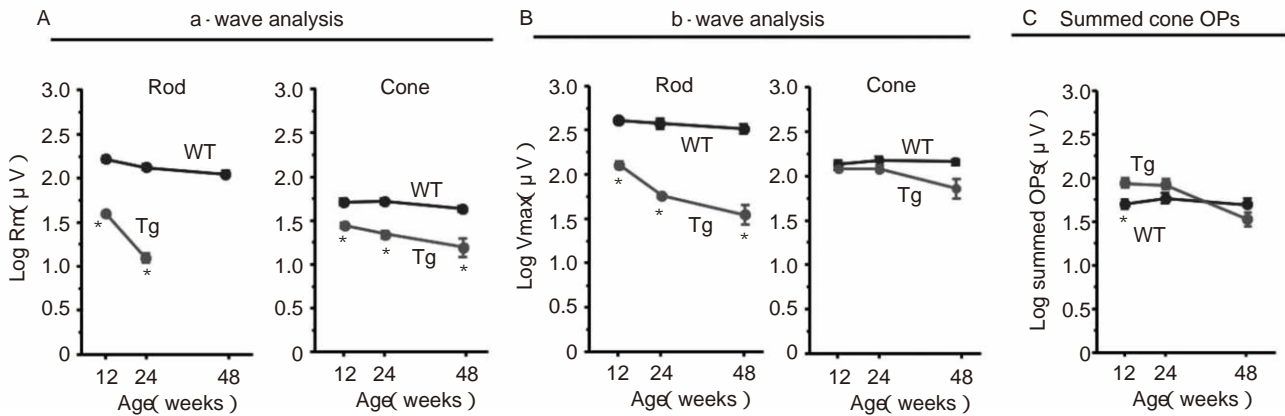 A a-wave analysis
B b-wave analysis
C Summed cone OPs
Rod
3.0
2.5
2.0
1.5
1.0
0.5
0
Log Rm( μ V )
WT
Tg
*
*
12 24 48
Age( weeks )
Cone
3.0
2.5
2.0
1.5
1.0
0.5
0
WT
Tg
* * *
12 24 48
Age( weeks )
Rod
3.0
2.5
2.0
1.5
1.0
0.5
0
Log Vmax( μ V )
WT
Tg
*
*
*
12 24 48
Age( weeks )
Cone
3.0
2.5
2.0
1.5
1.0
0.5
0
WT
Tg
12 24 48
Age( weeks )
3.0
2.5
2.0
1.5
1.0
0.5
0
Log summed OPs( μ V )
Tg
*
WT
12 24 48
Age( weeks )